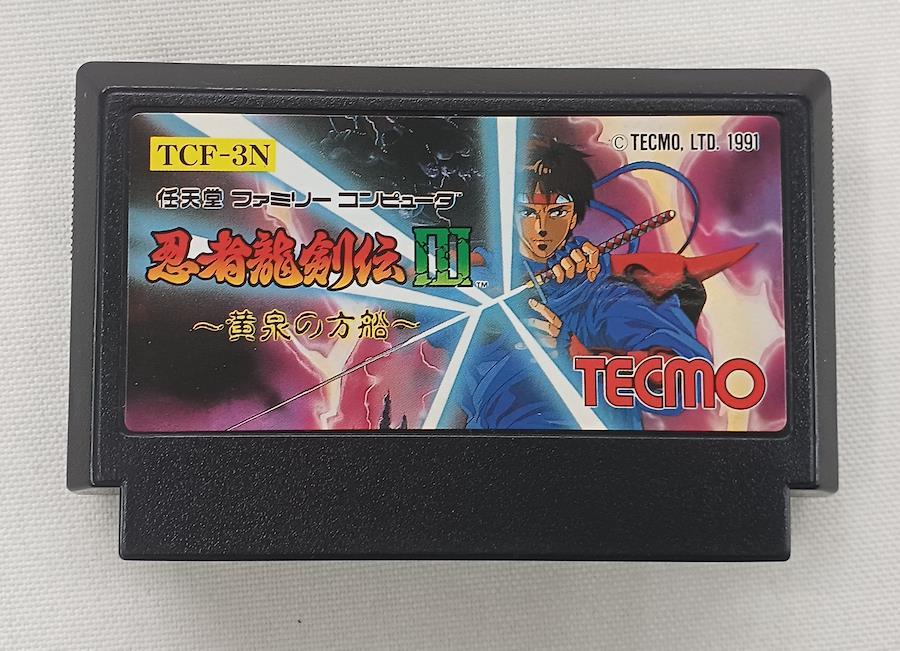 TCF-3N
© TECMO, LTD. 1991
任天堂 ファミリー コンピュータ
忍者龍剣伝 III ™
～黄泉の方船～
TECMO